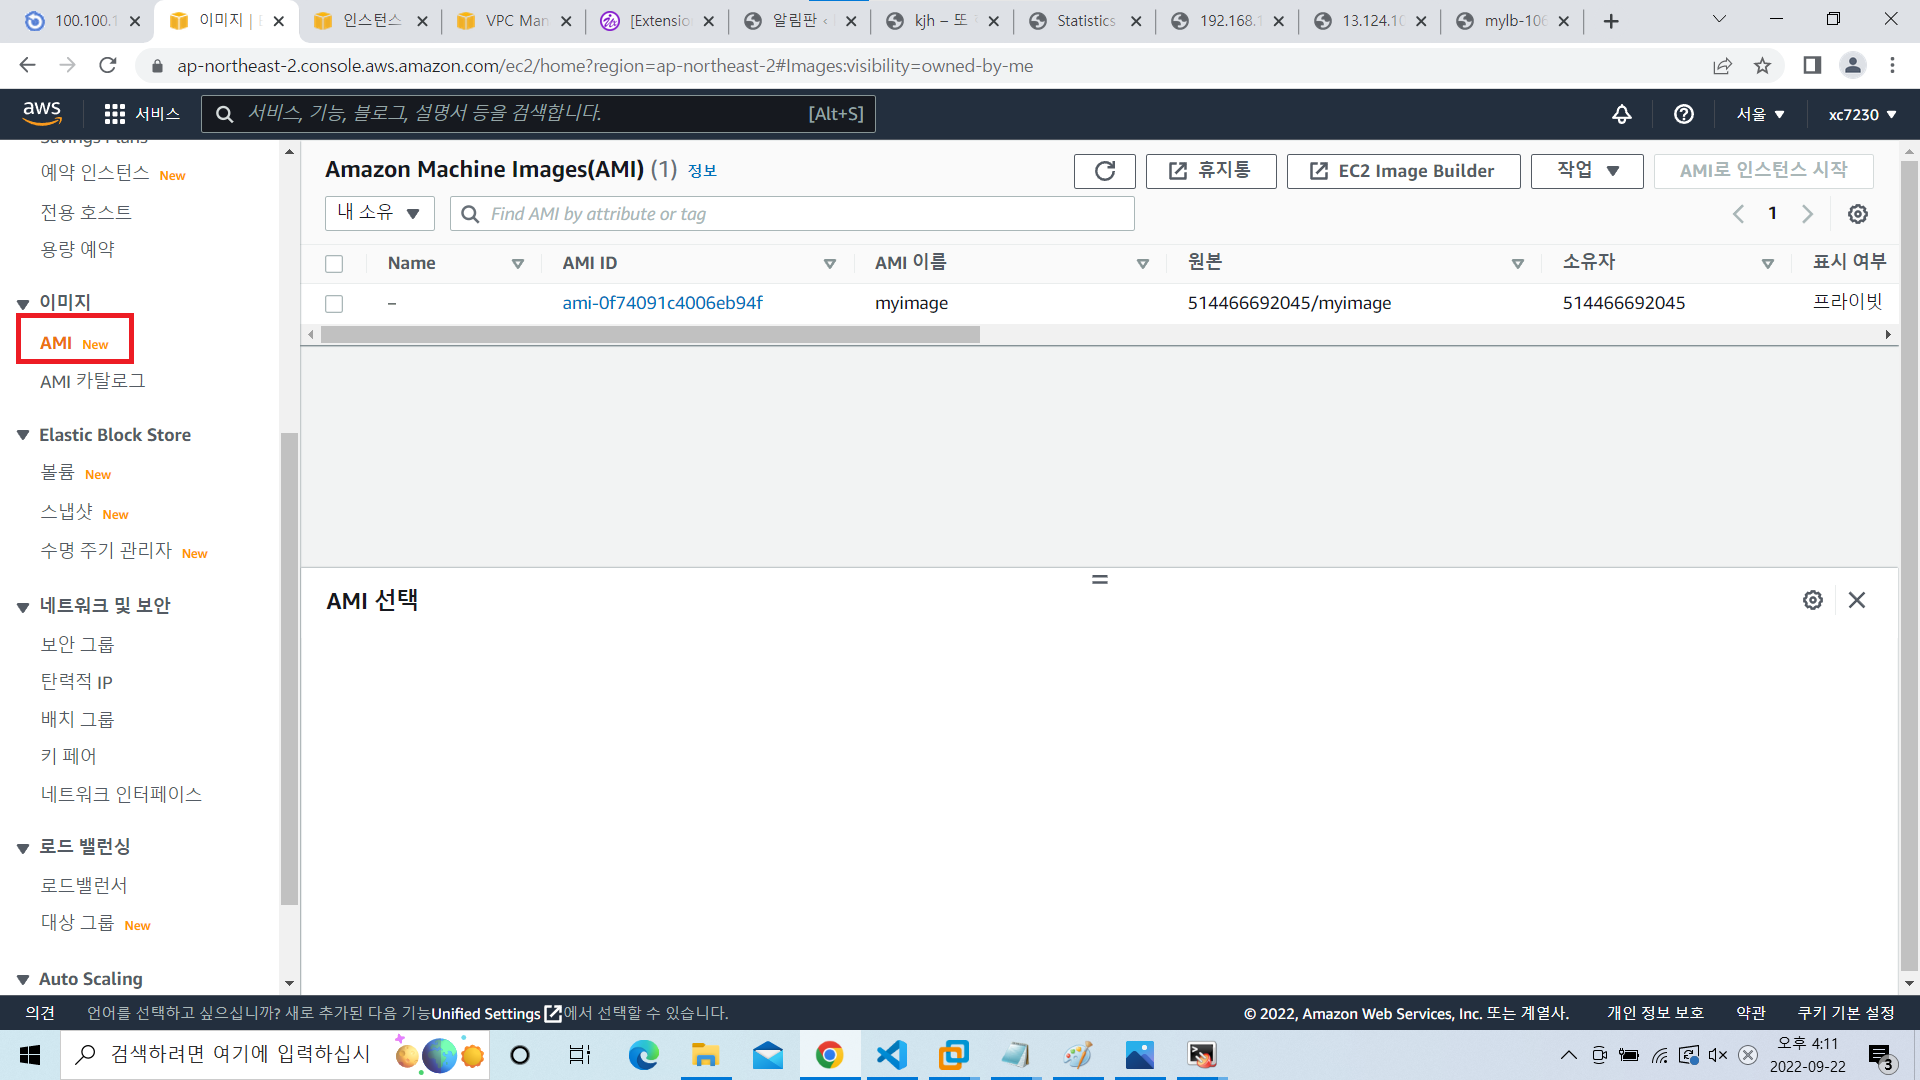 100.100.1
이미지 | E
인스턴스
VPC Man
[Extensio
알림판 ‹
kjh – 또
Statistics
192.168.1
13.124.10
mylb-106
ap-northeast-2.console.aws.amazon.com/ec2/home?region=ap-northeast-2#Images:visibility=owned-by-me
aws
서비스
서비스, 기능, 블로그, 설명서 등을 검색합니다.
[Alt+S]
서울 ▼
xc7230 ▼
Savings Plans
예약 인스턴스 New
전용 호스트
용량 예약
이미지
AMI New
AMI 카탈로그
Elastic Block Store
볼륨 New
스냅샷 New
수명 주기 관리자 New
네트워크 및 보안
보안 그룹
탄력적 IP
배치 그룹
키 페어
네트워크 인터페이스
로드 밸런싱
로드밸런서
대상 그룹 New
Auto Scaling
Amazon Machine Images(AMI) (1) 정보
휴지통
EC2 Image Builder
작업 ▼
AMI로 인스턴스 시작
내 소유 ▼
Find AMI by attribute or tag
1
Name
AMI ID
AMI 이름
원본
소유자
표시 여부
–
ami-0f74091c4006eb94f
myimage
514466692045/myimage
514466692045
프라이빗
AMI 선택
의견
언어를 선택하고 싶으십니까? 새로 추가된 다음 기능Unified Settings에서 선택할 수 있습니다.
© 2022, Amazon Web Services, Inc. 또는 계열사.
개인 정보 보호
약관
쿠키 기본 설정
검색하려면 여기에 입력하십시
오후 4:11
2022-09-22
3